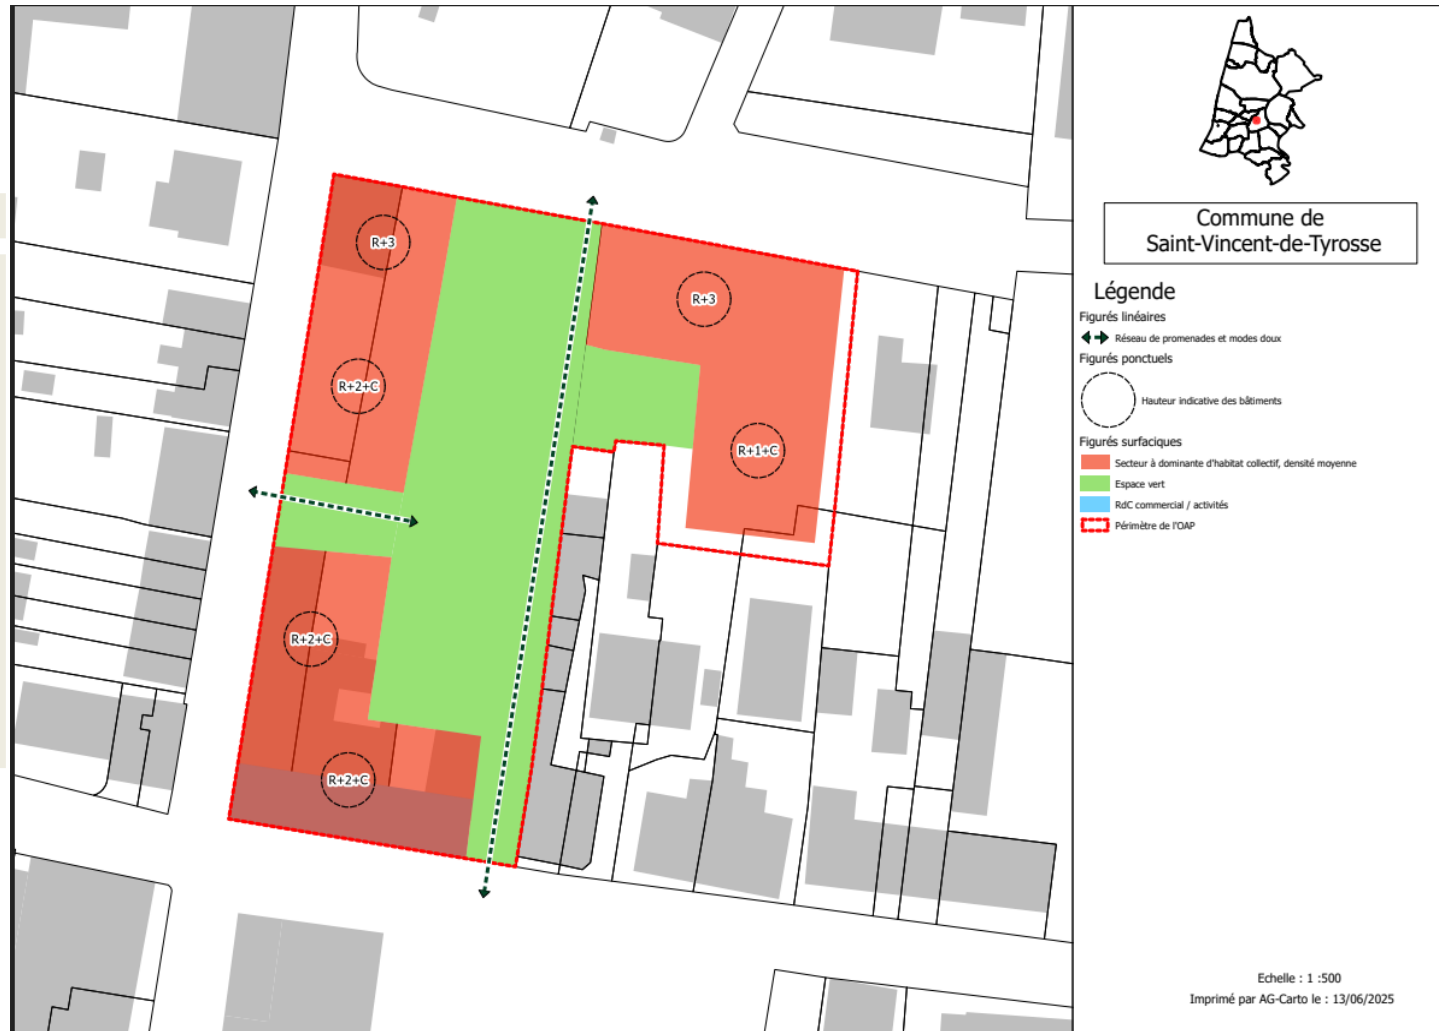 R+3
R+3
R+2+C
R+1+C
R+2+C
R+2+C
Commune de
Saint-Vincent-de-Tyrosse
Légende
Figurés linéaires
Réseau de promenades et modes doux
Figurés ponctuels
Hauteur indicative des bâtiments
Figurés surfaciques
Secteur à dominante d'habitat collectif, densité moyenne
Espace vert
RdC commercial / activités
Périmètre de l'OAP
Echelle : 1 :500
Imprimé par AG-Carto le : 13/06/2025